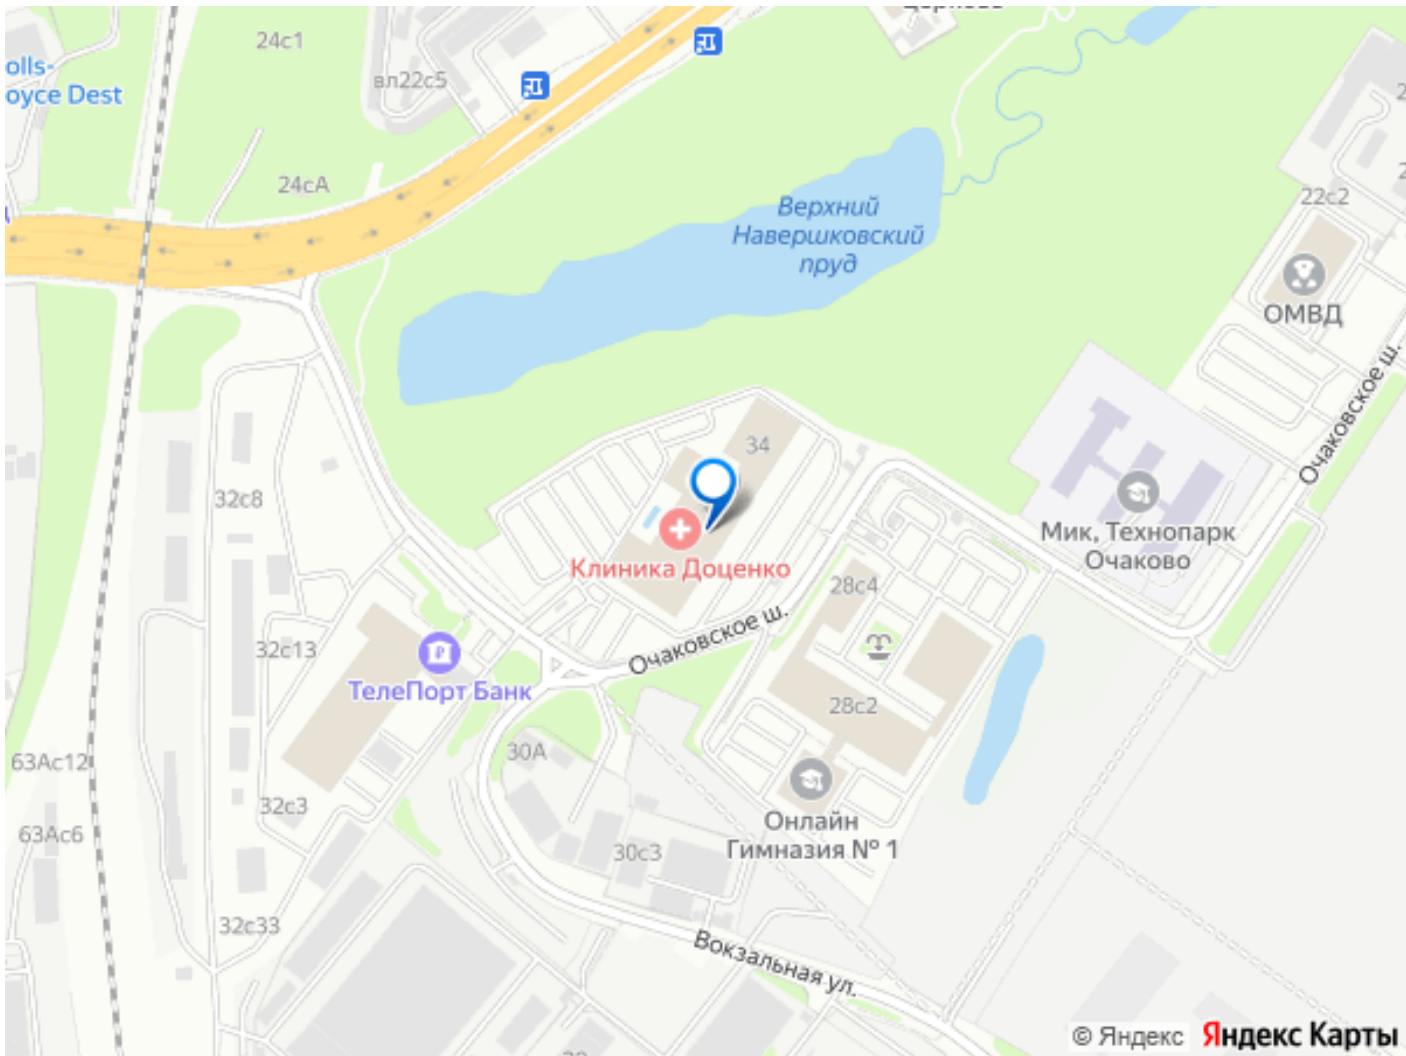 24с1
olls-
oyce Dest
вл22с5
24сА
22с2
Верхний
Навершковский
пруд
ОМВД
Очаковское ш.
34
32с8
Мик, Технопарк
Очаково
Клиника Доценко
28с4
Очаковское ш.
32с13
ТелеПорт Банк
28с2
30А
63Ас12
32с3
63Ас6
Онлайн
Гимназия № 1
30с3
32с33
Вокзальная ул.
© Яндекс Яндекс Карты